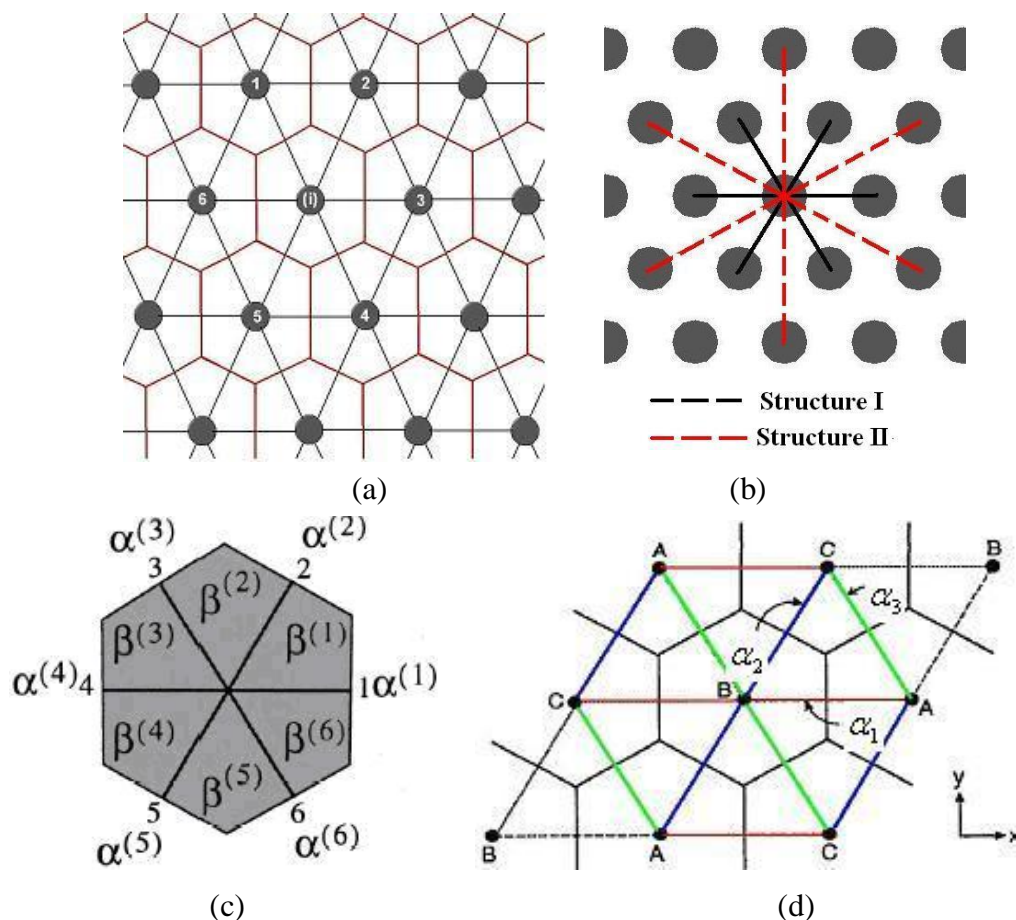 1 2
6 (i) 3
5 4
(a)
Structure I
Structure II
(b)
α(3) α(2)
3 2
β(2)
β(3) β(1)
α(4) 4 1 α(1)
β(4) β(6)
β(5)
5 6
α(5) α(6)
(c)
A C B
α3
α2
C B A
α1
y
x
B A C
(d)